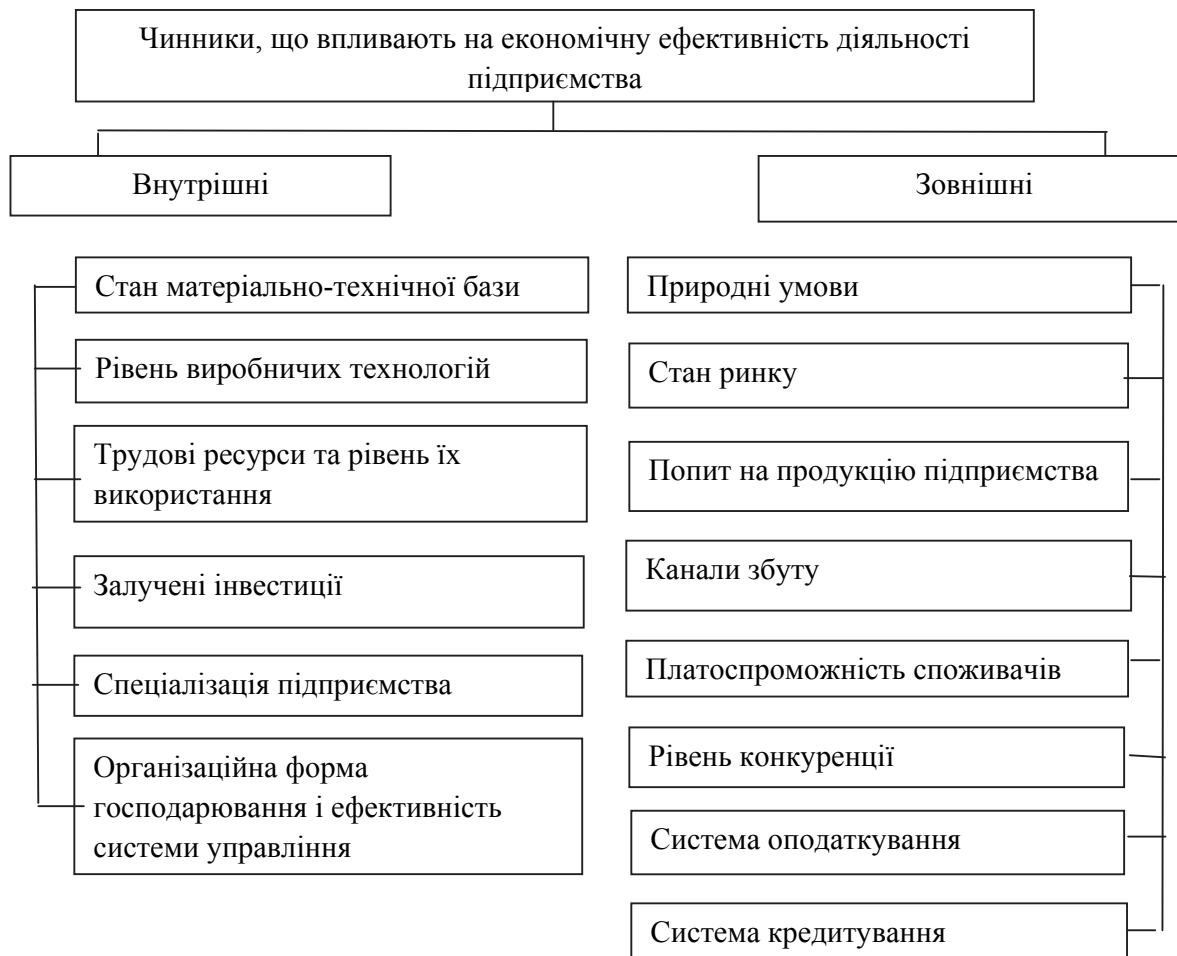 Чинники, що впливають на економічну ефективність діяльності
підприємства
Внутрішні
Зовнішні
Стан матеріально-технічної бази
Рівень виробничих технологій
Трудові ресурси та рівень їх
використання
Залучені інвестиції
Спеціалізація підприємства
Організаційна форма
господарювання і ефективність
системи управління
Природні умови
Стан ринку
Попит на продукцію підприємства
Канали збуту
Платоспроможність споживачів
Рівень конкуренції
Система оподаткування
Система кредитування